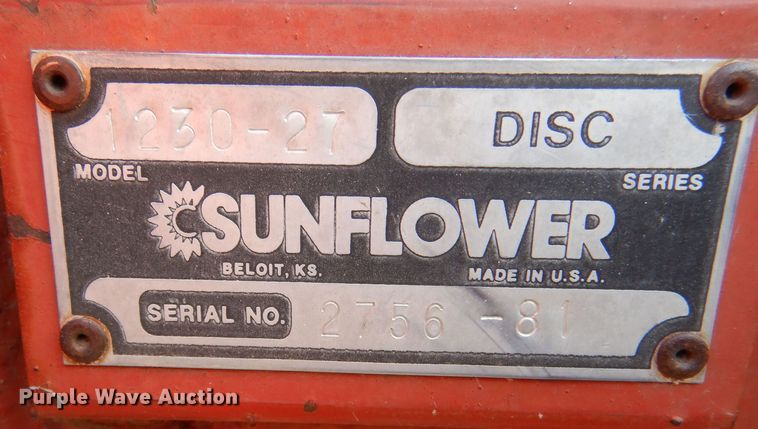 1230-27 DISC
MODEL SERIES
SUNFLOWER
BELOIT, KS. MADE IN U.S.A.
SERIAL NO. 2756 -81
Purple Wave Auction